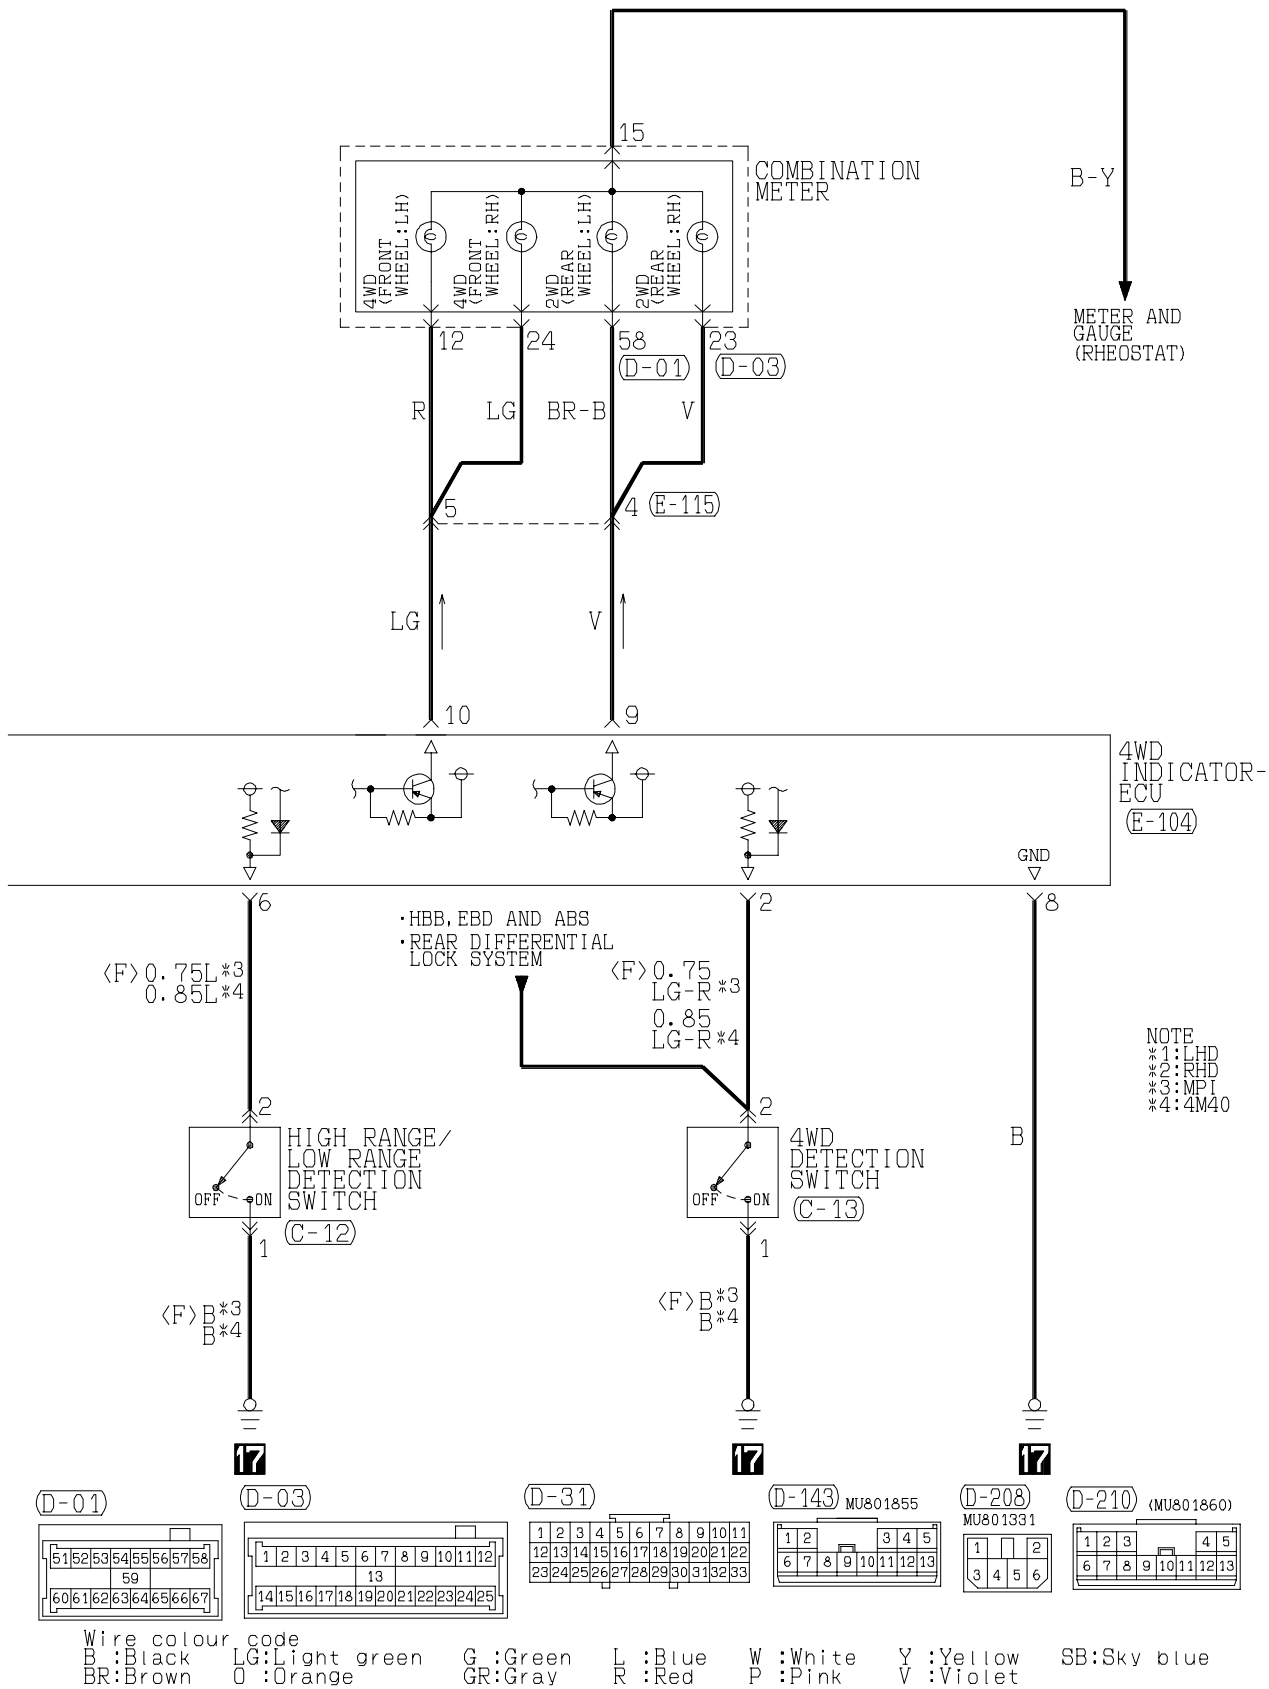 15
COMBINATION
METER
B-Y
4WD
(FRONT
WHEEL:LH)
4WD
(FRONT
WHEEL:RH)
2WD
(REAR
WHEEL:LH)
2WD
(REAR
WHEEL:RH)
METER AND
GAUGE
(RHEOSTAT)
12 24 58 23
D-01 D-03
R LG BR-B V
5 4 E-115
LG V
10 9
4WD
INDICATOR-
ECU
E-104
GND
6 2 8
·HBB,EBD AND ABS
·REAR DIFFERENTIAL
LOCK SYSTEM
<F>0.75L*3
0.85L*4
<F>0.75
LG-R*3
0.85
LG-R*4
NOTE
*1:LHD
*2:RHD
*3:MPI
*4:4M40
2 2
B
HIGH RANGE/
LOW RANGE
DETECTION
SWITCH
C-12
OFF ON
4WD
DETECTION
SWITCH
C-13
OFF ON
1 1
<F>B*3
B*4
<F>B*3
B*4
17 17 17
D-01
51 52 53 54 55 56 57 58
59
60 61 62 63 64 65 66 67
D-03
1 2 3 4 5 6 7 8 9 10 11 12
13
14 15 16 17 18 19 20 21 22 23 24 25
D-31
1 2 3 4 5 6 7 8 9 10 11
12 13 14 15 16 17 18 19 20 21 22
23 24 25 26 27 28 29 30 31 32 33
D-143 MU801855
1 2 3 4 5
6 7 8 9 10 11 12 13
D-208
MU801331
1 2
3 4 5 6
D-210 (MU801860)
1 2 3 4 5
6 7 8 9 10 11 12 13
Wire colour code
B :Black LG:Light green G :Green L :Blue W :White Y :Yellow SB:Sky blue
BR:Brown O :Orange GR:Gray R :Red P :Pink V :Violet